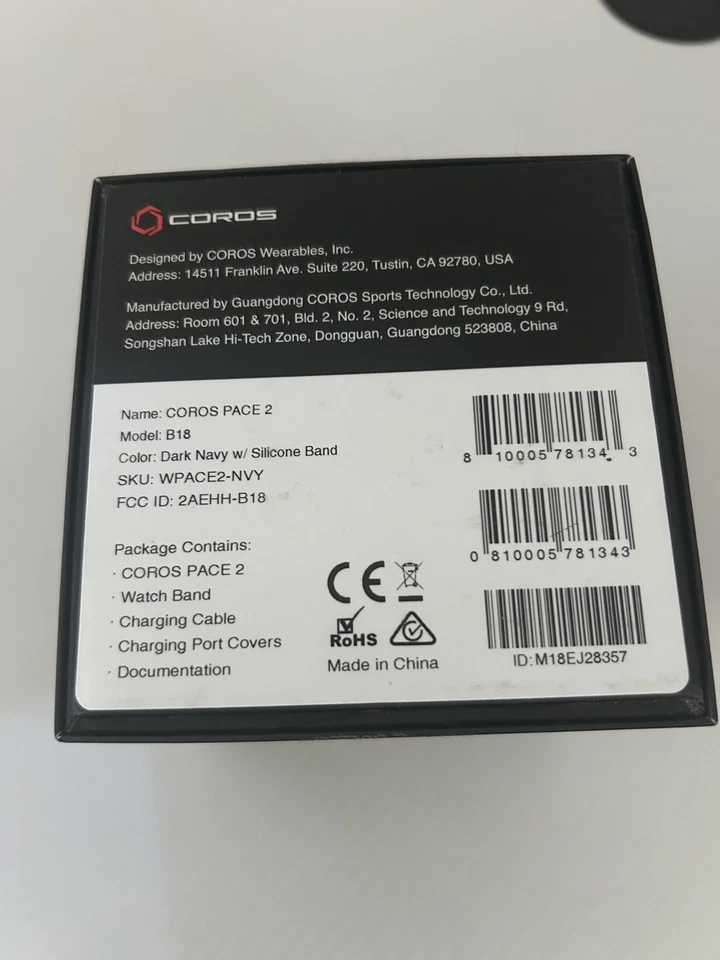 COROS
Designed by COROS Wearables, Inc.
Address: 14511 Franklin Ave. Suite 220, Tustin, CA 92780, USA
Manufactured by Guangdong COROS Sports Technology Co., Ltd.
Address: Room 601 & 701, Bld. 2, No. 2, Science and Technology 9 Rd,
Songshan Lake Hi-Tech Zone, Dongguan, Guangdong 523808, China
Name: COROS PACE 2
Model: B18
Color: Dark Navy w/ Silicone Band
SKU: WPACE2-NVY
FCC ID: 2AEHH-B18
Package Contains:
· COROS PACE 2
· Watch Band
· Charging Cable
· Charging Port Covers
· Documentation
CE
RoHS
Made in China
8 10005 78134 3
0 810005 781343
ID: M18EJ28357